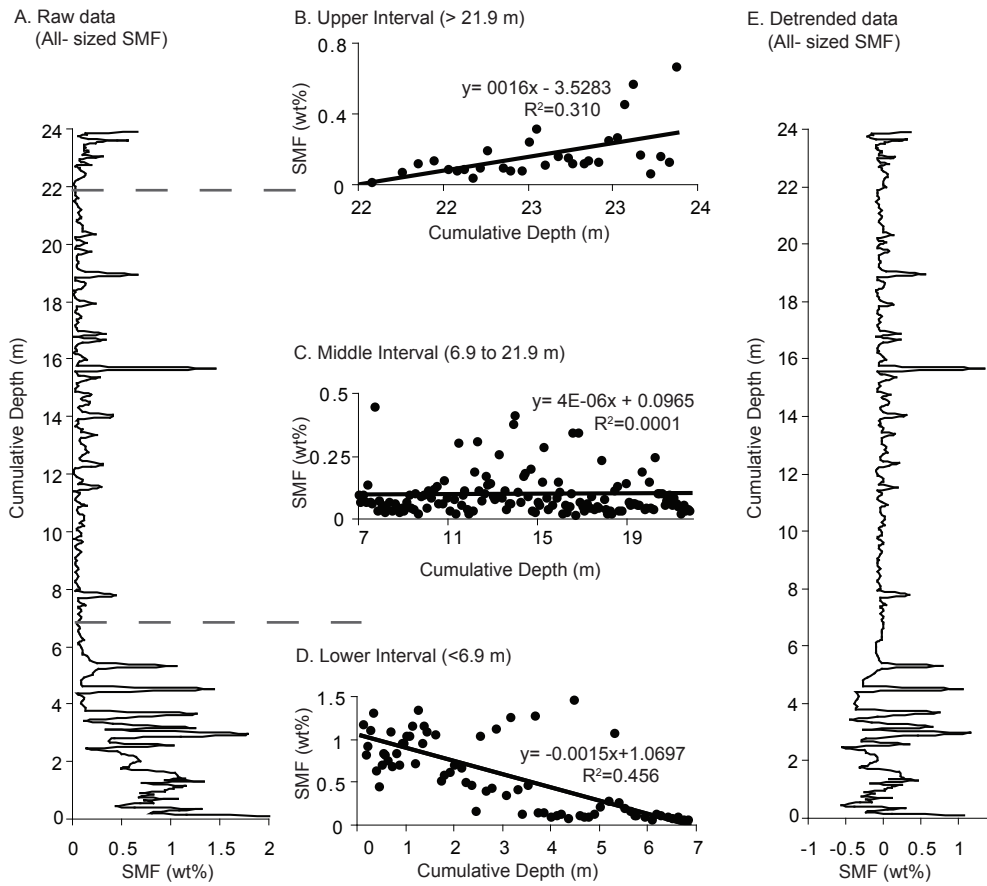 A. Raw data
(All- sized SMF)
24
22
20
18
16
14
12
10
8
6
4
2
0
Cumulative Depth (m)
0
0.5
1
1.5
2
SMF (wt%)
B. Upper Interval (> 21.9 m)
0.8
0.4
0
SMF (wt%)
y= 0016x - 3.5283
R²=0.310
22
22
23
23
24
Cumulative Depth (m)
C. Middle Interval (6.9 to 21.9 m)
0.5
0.25
0
SMF (wt%)
y= 4E-06x + 0.0965
R²=0.0001
7
11
15
19
Cumulative Depth (m)
D. Lower Interval (<6.9 m)
1.5
1.0
0.5
0
SMF (wt%)
y= -0.0015x+1.0697
R²=0.456
0
1
2
3
4
5
6
7
Cumulative Depth (m)
E. Detrended data
(All-sized SMF)
24
22
20
18
16
14
12
10
8
6
4
2
0
Cumulative Depth (m)
-1
-0.5
0
0.5
1
SMF (wt%)